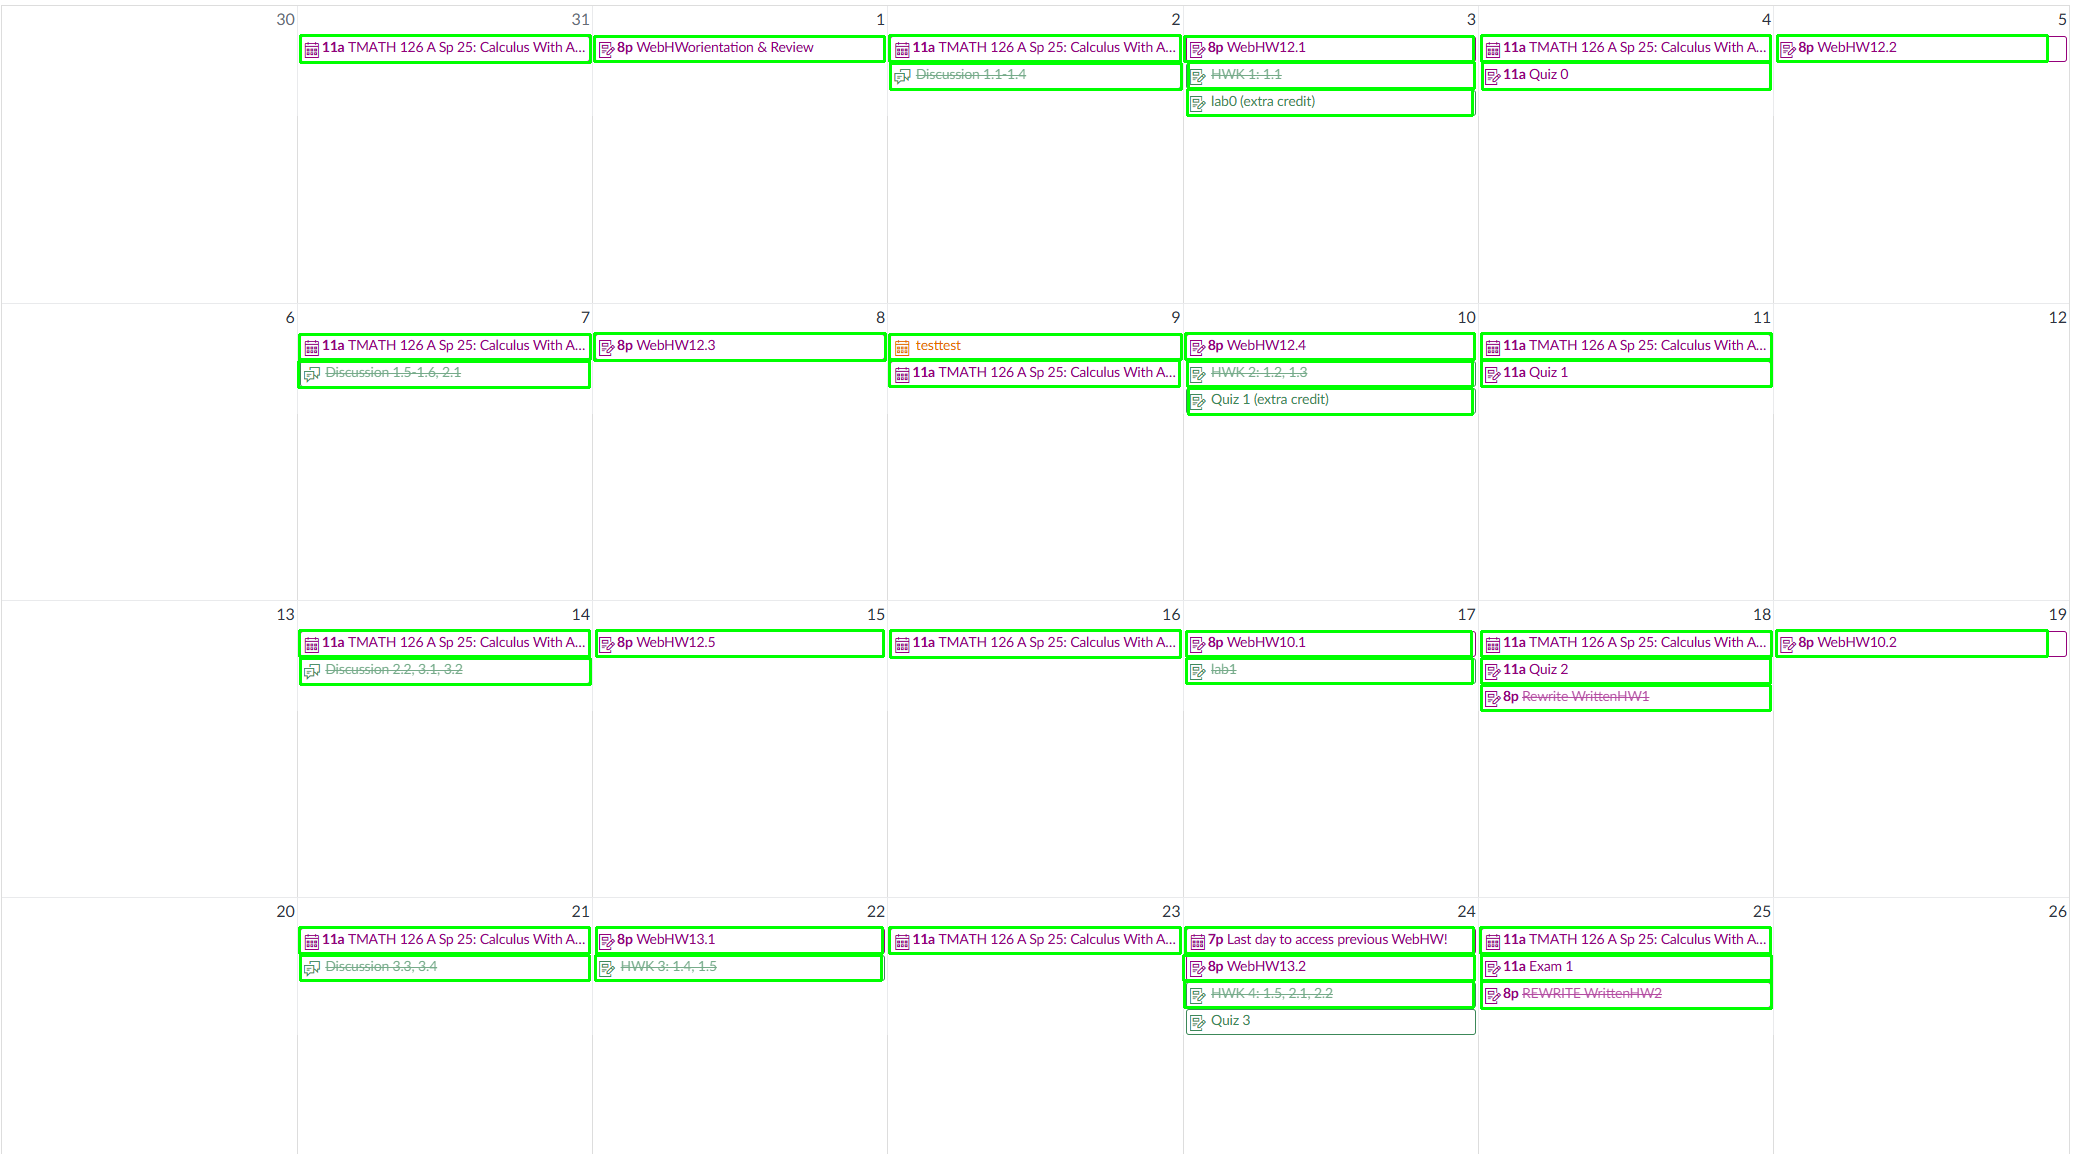 30 31 1 2 3 4 5
11a TMATH 126 A Sp 25: Calculus With A...
8p WebHWorientation & Review
11a TMATH 126 A Sp 25: Calculus With A...
Discussion 1.1-1.4
8p WebHW12.1
HWK 1: 1.1
lab0 (extra credit)
11a TMATH 126 A Sp 25: Calculus With A...
11a Quiz 0
8p WebHW12.2
6 7 8 9 10 11 12
11a TMATH 126 A Sp 25: Calculus With A...
Discussion 1.5-1.6, 2.1
8p WebHW12.3
testtest
11a TMATH 126 A Sp 25: Calculus With A...
8p WebHW12.4
HWK 2: 1.2, 1.3
Quiz 1 (extra credit)
11a TMATH 126 A Sp 25: Calculus With A...
11a Quiz 1
13 14 15 16 17 18 19
11a TMATH 126 A Sp 25: Calculus With A...
Discussion 2.2, 3.1, 3.2
8p WebHW12.5
11a TMATH 126 A Sp 25: Calculus With A...
8p WebHW10.1
lab1
11a TMATH 126 A Sp 25: Calculus With A...
11a Quiz 2
8p Rewrite WrittenHW1
8p WebHW10.2
20 21 22 23 24 25 26
11a TMATH 126 A Sp 25: Calculus With A...
Discussion 3.3, 3.4
8p WebHW13.1
HWK 3: 1.4, 1.5
11a TMATH 126 A Sp 25: Calculus With A...
7p Last day to access previous WebHW!
8p WebHW13.2
HWK 4: 1.5, 2.1, 2.2
Quiz 3
11a TMATH 126 A Sp 25: Calculus With A...
11a Exam 1
8p REWRITE WrittenHW2